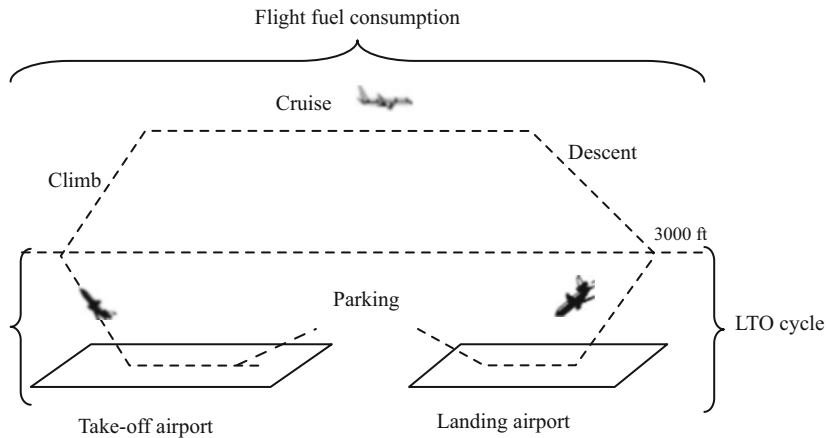 Flight fuel consumption
Cruise
Descent
Climb
3000 ft
Parking
LTO cycle
Take-off airport
Landing airport